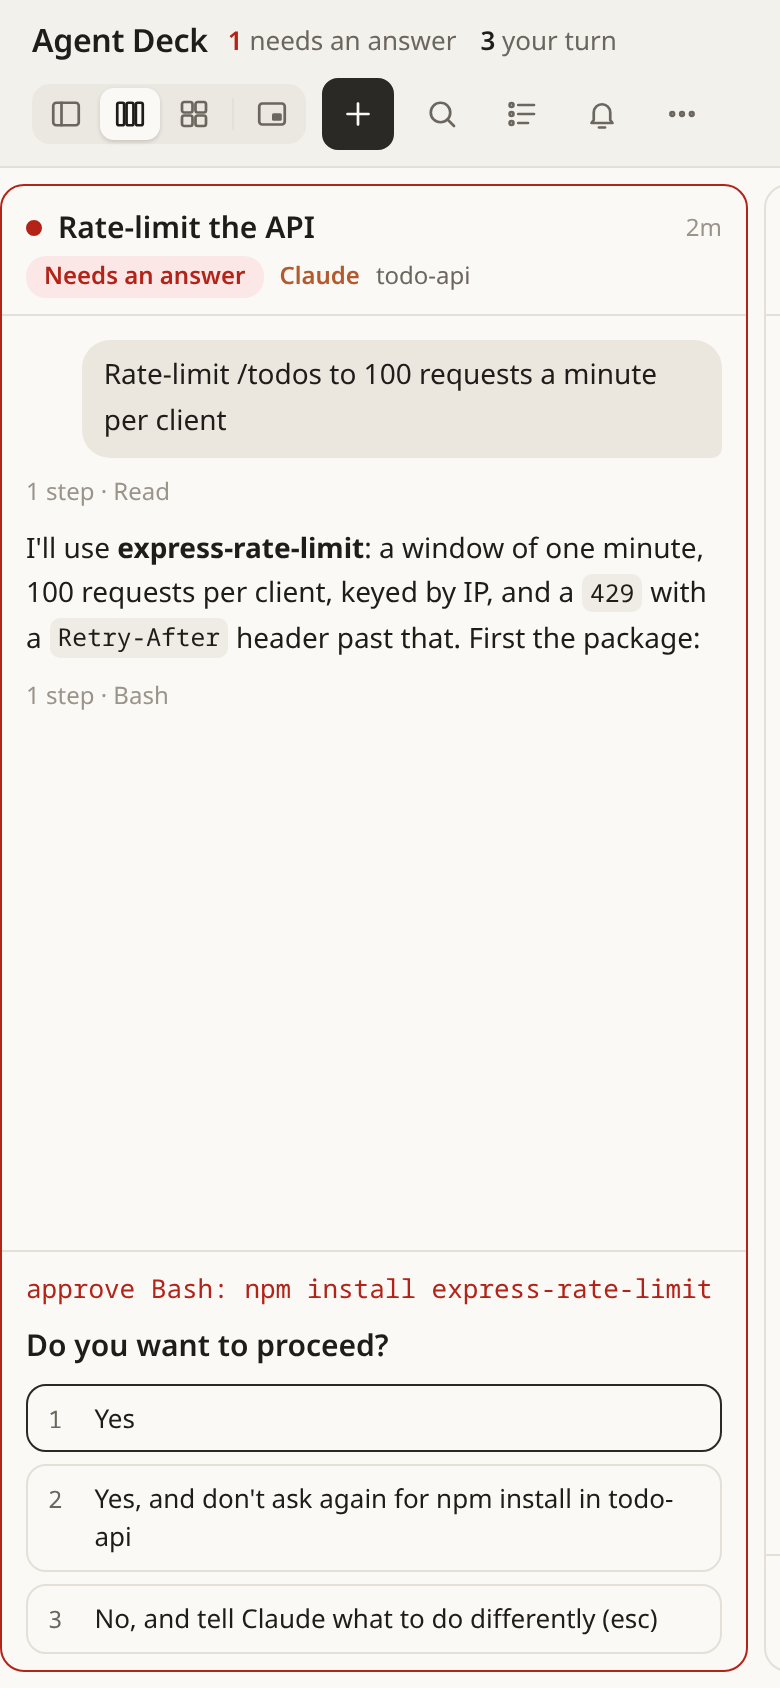 Agent Deck 1 needs an answer 3 your turn
Rate-limit the API 2m
Needs an answer Claude todo-api
Rate-limit /todos to 100 requests a minute
per client
1 step · Read
I'll use express-rate-limit: a window of one minute,
100 requests per client, keyed by IP, and a 429 with
a Retry-After header past that. First the package:
1 step · Bash
approve Bash: npm install express-rate-limit
Do you want to proceed?
1 Yes
2 Yes, and don't ask again for npm install in todo-
api
3 No, and tell Claude what to do differently (esc)